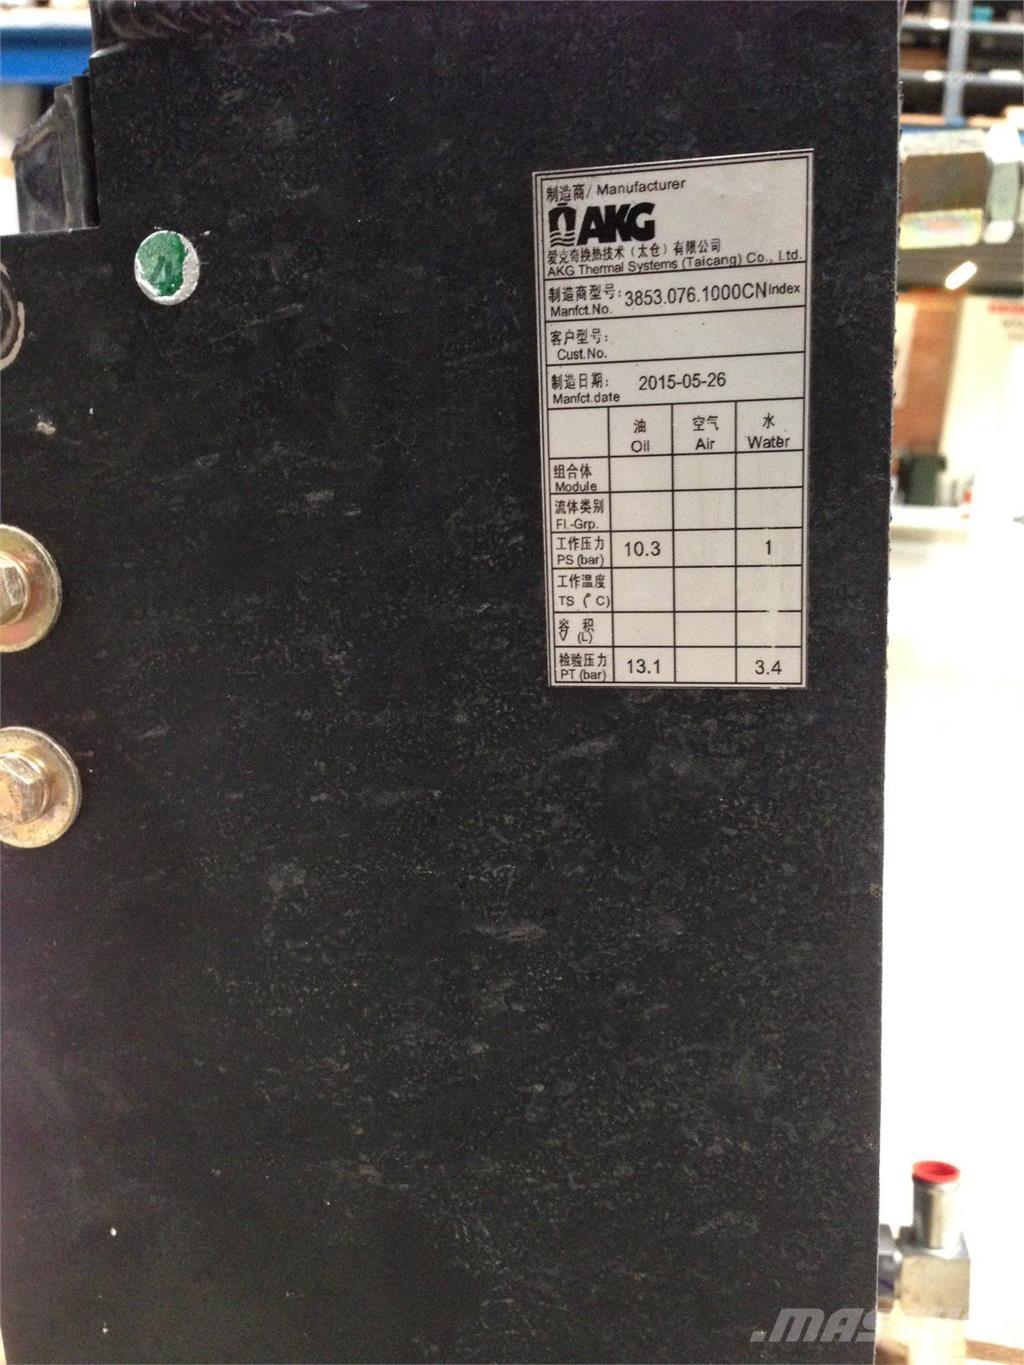 制造商/ Manufacturer
AKG
爱克奇换热技术（太仓）有限公司
AKG Thermal Systems (Taicang) Co., Ltd.
制造商型号: 3853.076.1000CN Index
Manfct.No.
客户型号:
Cust.No.
制造日期: 2015-05-26
Manfct.date
油 空气 水
Oil Air Water
组合体
Module
流体类别
Fl.-Grp.
工作压力 10.3 1
PS (bar)
工作温度
TS (°C)
容 积
V (L)
检验压力 13.1 3.4
PT (bar)